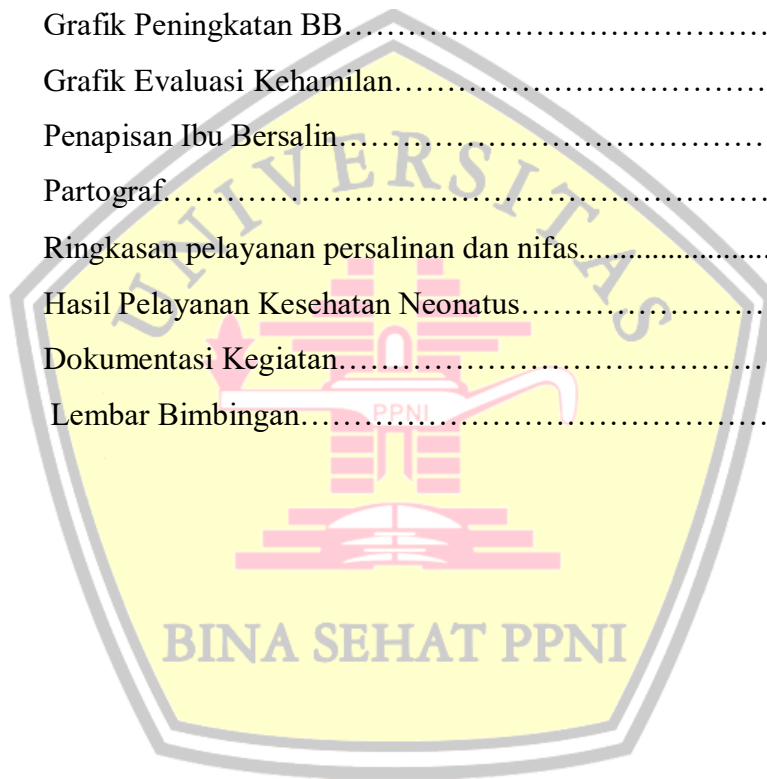 Grafik Peningkatan BB……………………………………
Grafik Evaluasi Kehamilan………………………………
Penapisan Ibu Bersalin……………………………………
Partograf……………………………………………………
Ringkasan pelayanan persalinan dan nifas.........................
Hasil Pelayanan Kesehatan Neonatus……………………
Dokumentasi Kegiatan……………………………………
Lembar Bimbingan…………………………………………
UNIVERSITAS
PPNI
BINA SEHAT PPNI